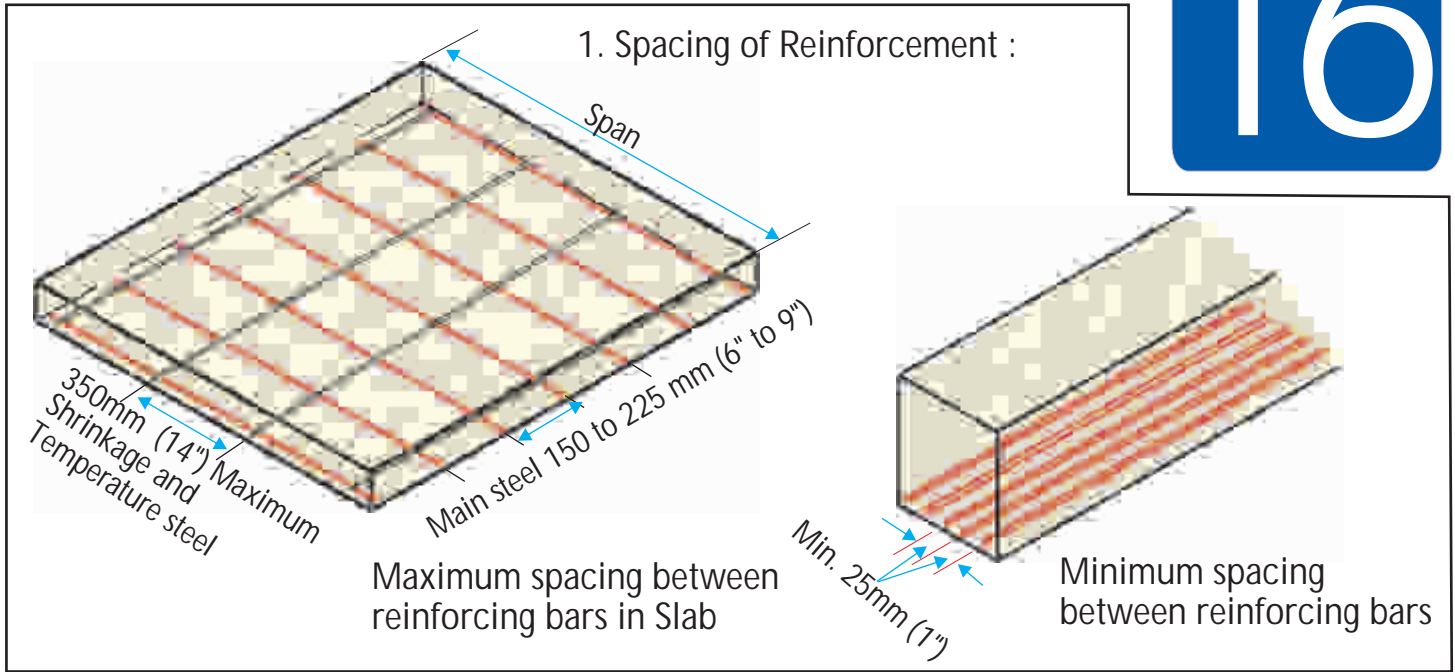 16
1. Spacing of Reinforcement :
Span
350mm (14") Maximum
Shrinkage and
Temperature steel
Main steel 150 to 225 mm (6" to 9")
Maximum spacing between
reinforcing bars in Slab
Min. 25mm (1")
Minimum spacing
between reinforcing bars